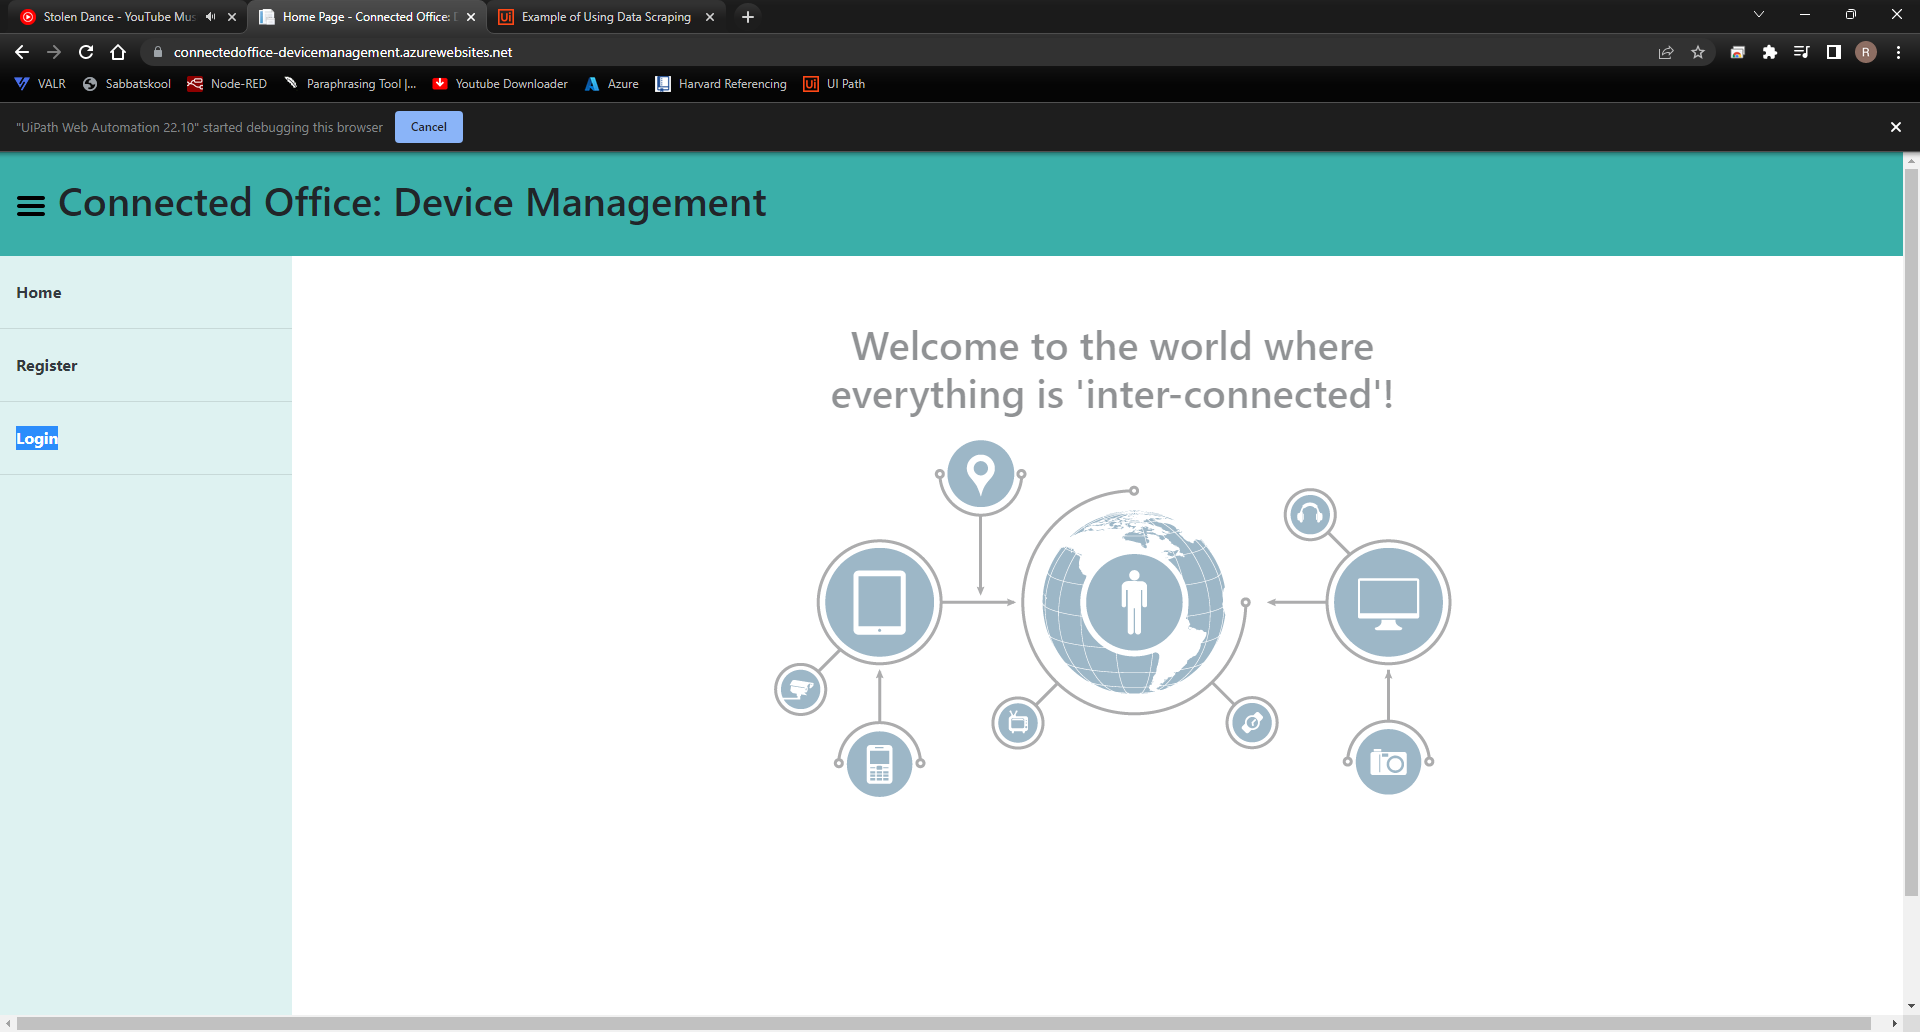 Stolen Dance - YouTube Mus
Home Page - Connected Office: D
Example of Using Data Scraping
connectedoffice-devicemanagement.azurewebsites.net
R
VALR
Sabbatskool
Node-RED
Paraphrasing Tool |...
Youtube Downloader
Azure
Harvard Referencing
Ui
UI Path
"UiPath Web Automation 22.10" started debugging this browser
Cancel
Connected Office: Device Management
Home
Register
Login
Welcome to the world where
everything is 'inter-connected'!